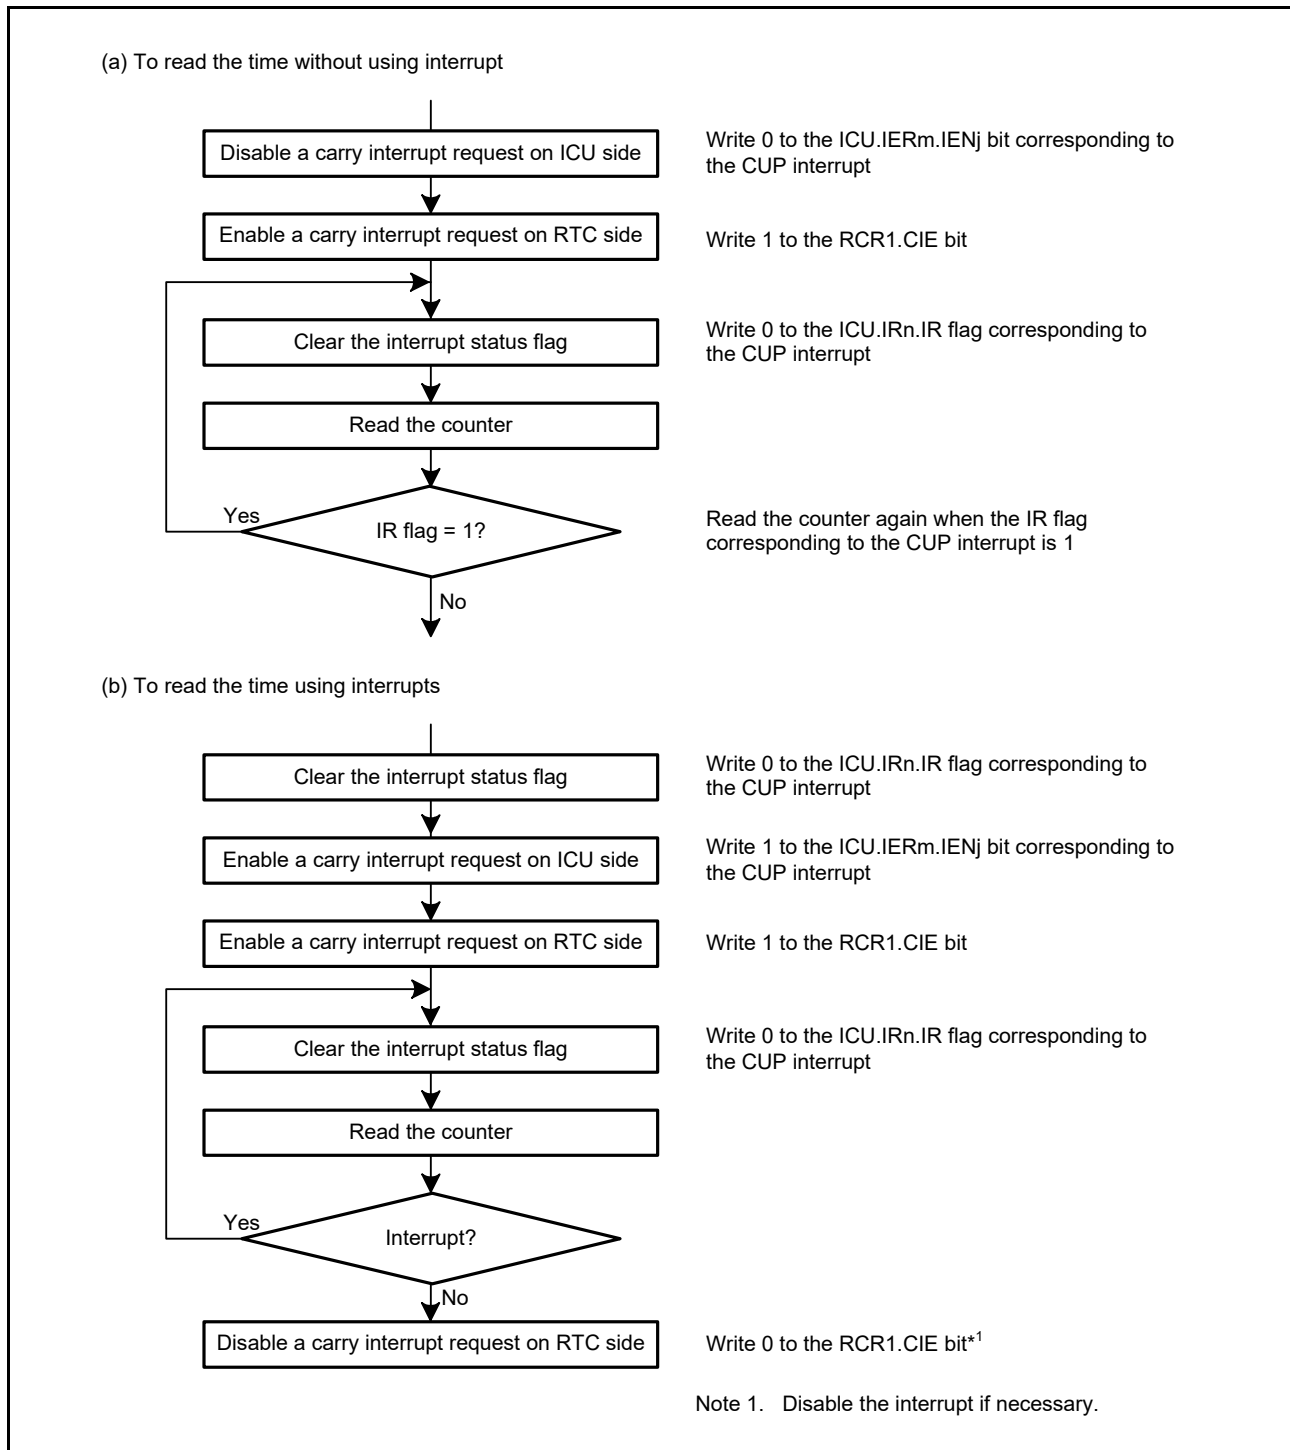 (a) To read the time without using interrupt
Disable a carry interrupt request on ICU side
Write 0 to the ICU.IERm.IENj bit corresponding to
the CUP interrupt
Enable a carry interrupt request on RTC side
Write 1 to the RCR1.CIE bit
Clear the interrupt status flag
Write 0 to the ICU.IRn.IR flag corresponding to
the CUP interrupt
Read the counter
Yes
IR flag = 1?
Read the counter again when the IR flag
corresponding to the CUP interrupt is 1
No
(b) To read the time using interrupts
Clear the interrupt status flag
Write 0 to the ICU.IRn.IR flag corresponding to
the CUP interrupt
Enable a carry interrupt request on ICU side
Write 1 to the ICU.IERm.IENj bit corresponding to
the CUP interrupt
Enable a carry interrupt request on RTC side
Write 1 to the RCR1.CIE bit
Clear the interrupt status flag
Write 0 to the ICU.IRn.IR flag corresponding to
the CUP interrupt
Read the counter
Yes
Interrupt?
No
Disable a carry interrupt request on RTC side
Write 0 to the RCR1.CIE bit*1
Note 1. Disable the interrupt if necessary.